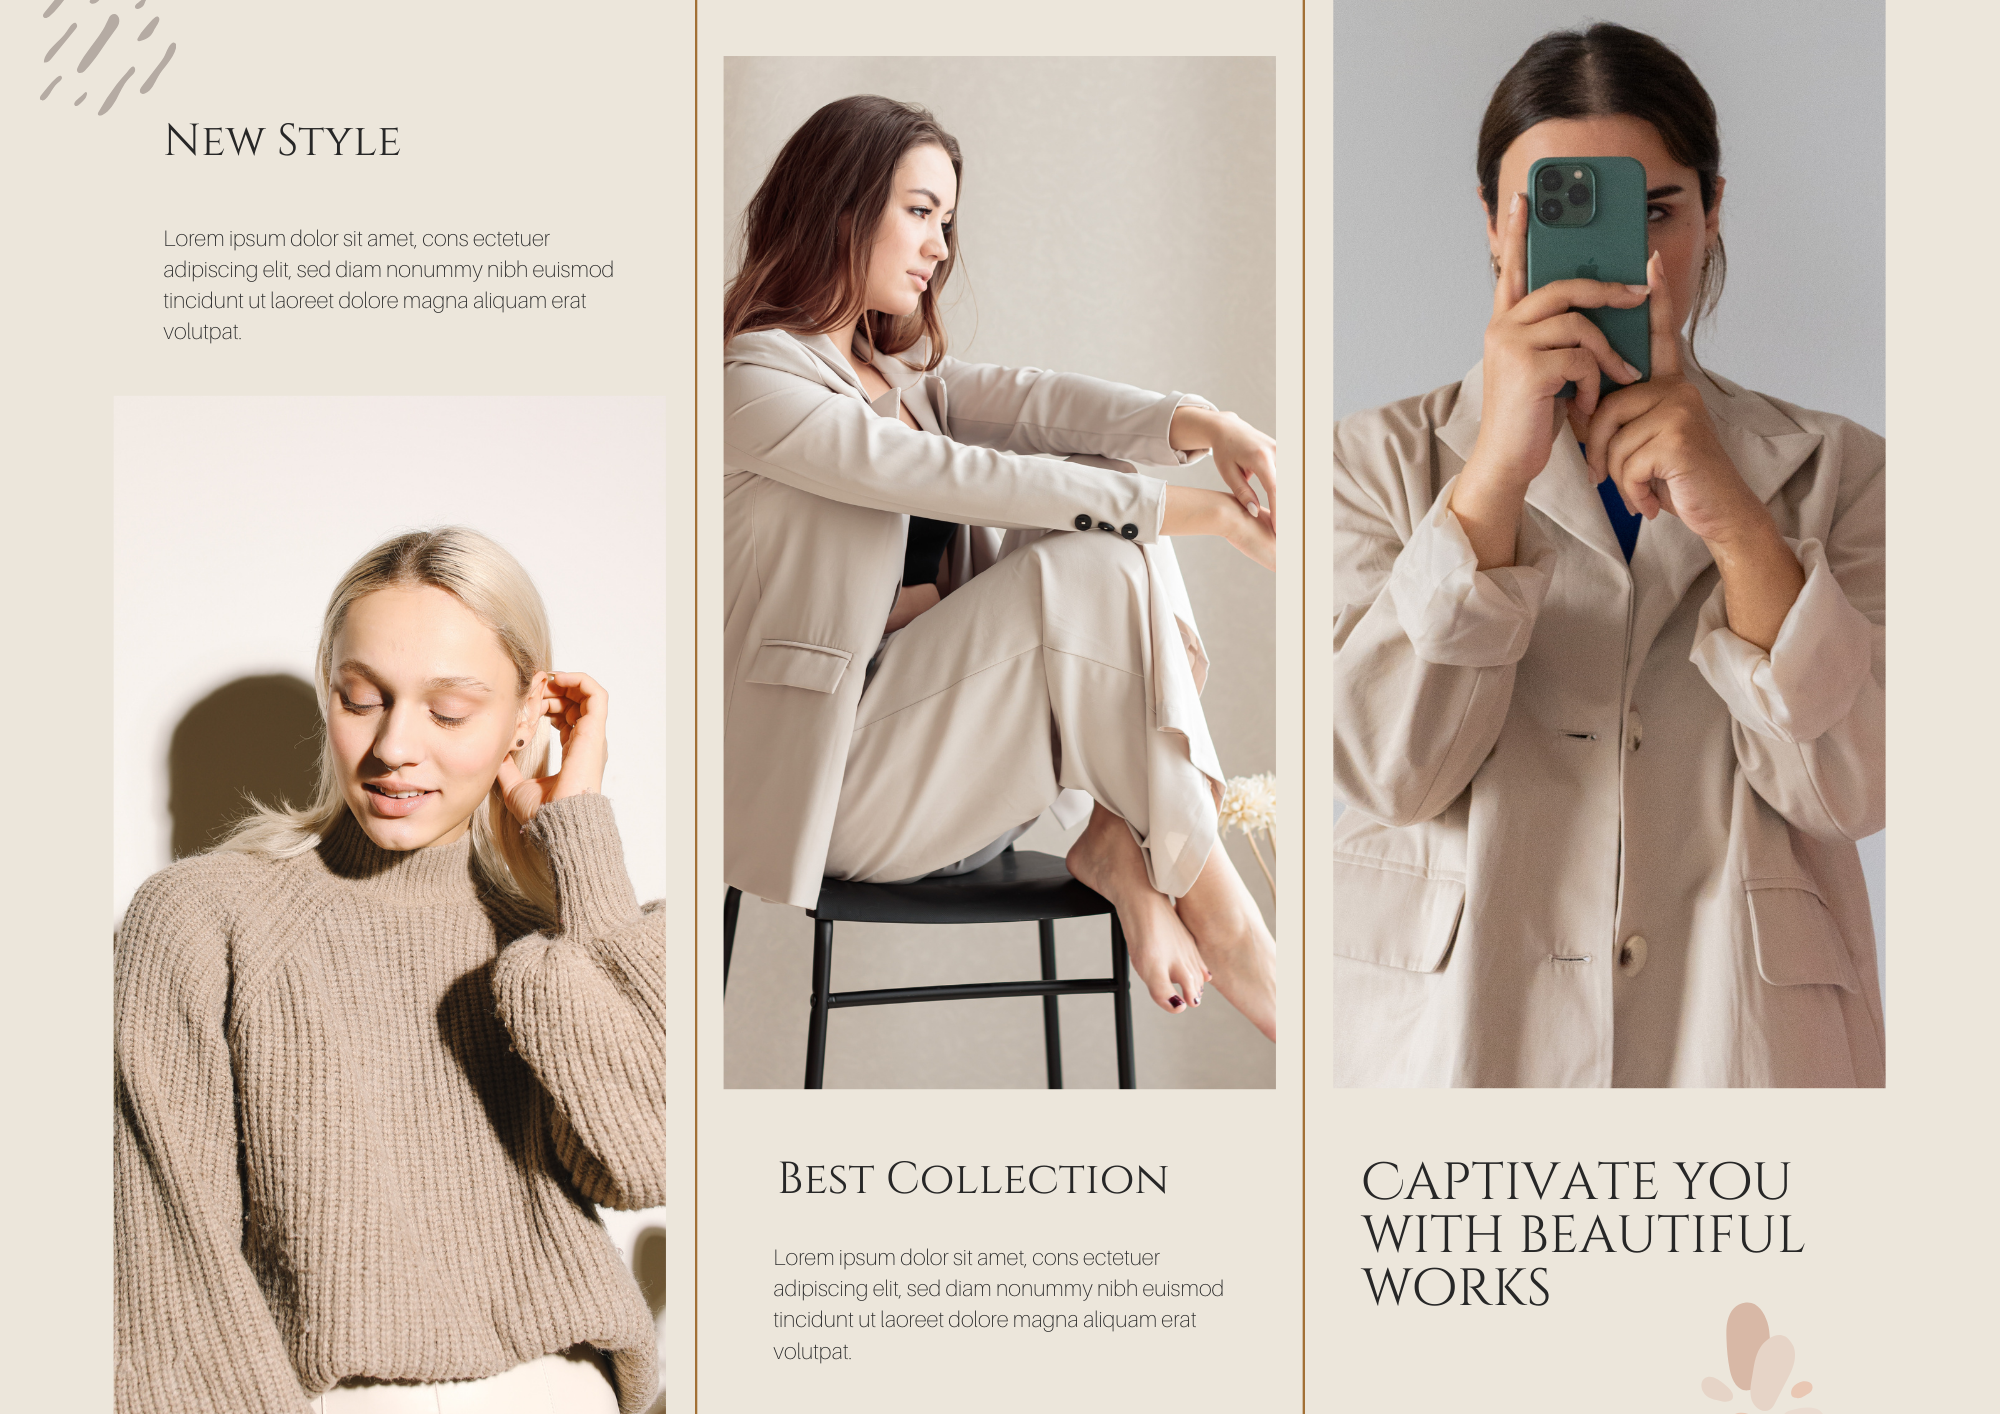 New Style
Lorem ipsum dolor sit amet, cons ectetuer
adipiscing elit, sed diam nonummy nibh euismod
tincidunt ut laoreet dolore magna aliquam erat
volutpat.
Best Collection
Lorem ipsum dolor sit amet, cons ectetuer
adipiscing elit, sed diam nonummy nibh euismod
tincidunt ut laoreet dolore magna aliquam erat
volutpat.
CAPTIVATE YOU
WITH BEAUTIFUL
WORKS